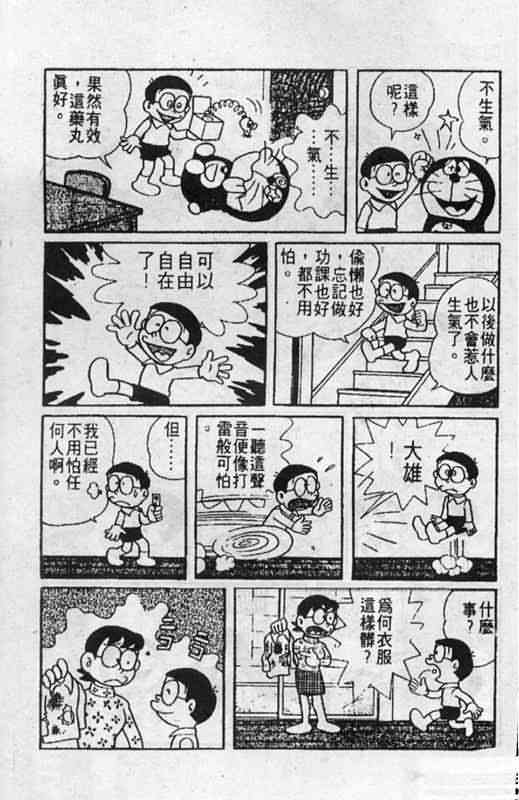 不生氣。
這樣
呢？
不…生
…氣……
……
果然有效
，這藥丸
眞好。
以後做什麼
也不會惹人
生氣了。
偷懶也好
，忘記做
功課也好
，都不用
怕。
可以
自由
自在
了！
大雄
！
一聽這聲
音便像打
雷般可怕
。
但……
我已經
不用怕任
何人啊。
什麼
事？
爲何衣服
這樣髒？